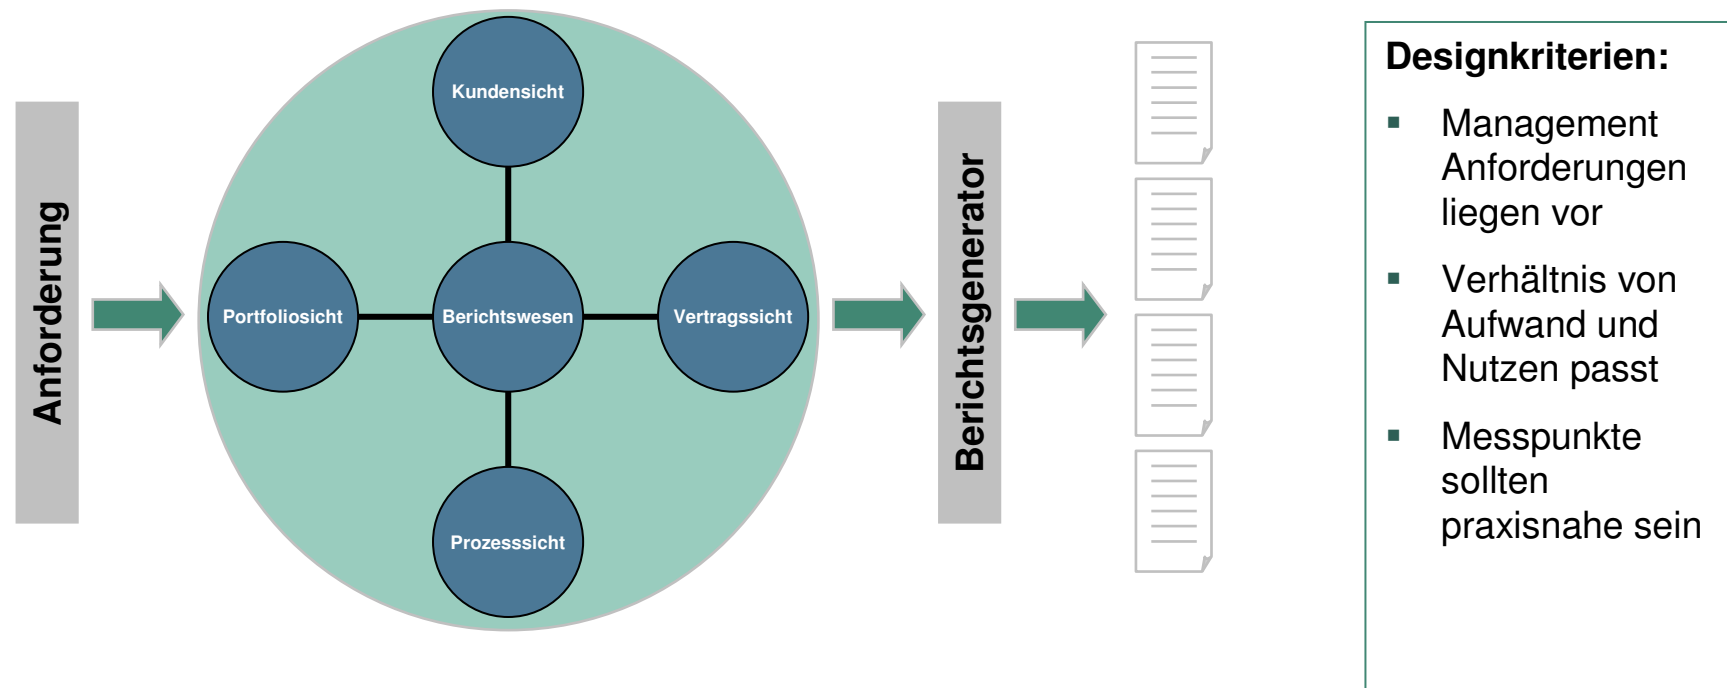 Anforderung
Kundensicht
Portfoliosicht
Berichtswesen
Vertragssicht
Prozesssicht
Berichtsgenerator
Designkriterien:
▪ Management
Anforderungen
liegen vor
▪ Verhältnis von
Aufwand und
Nutzen passt
▪ Messpunkte
sollten
praxisnahe sein